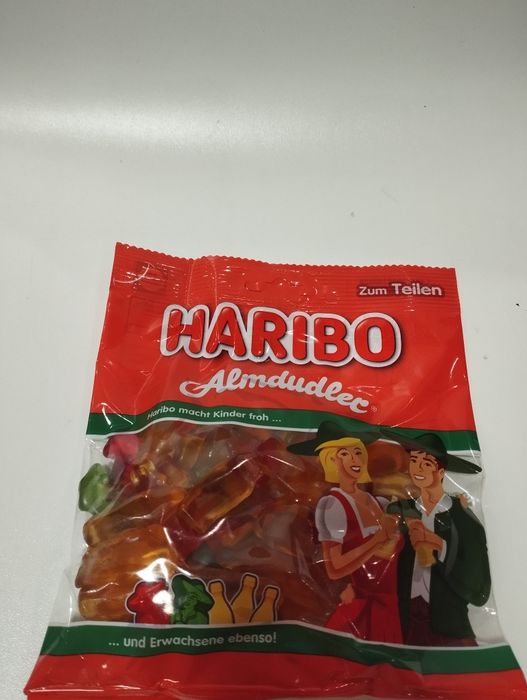 Zum Teilen
HARIBO
Almdudler®
Haribo macht Kinder froh ...
... und Erwachsene ebenso!